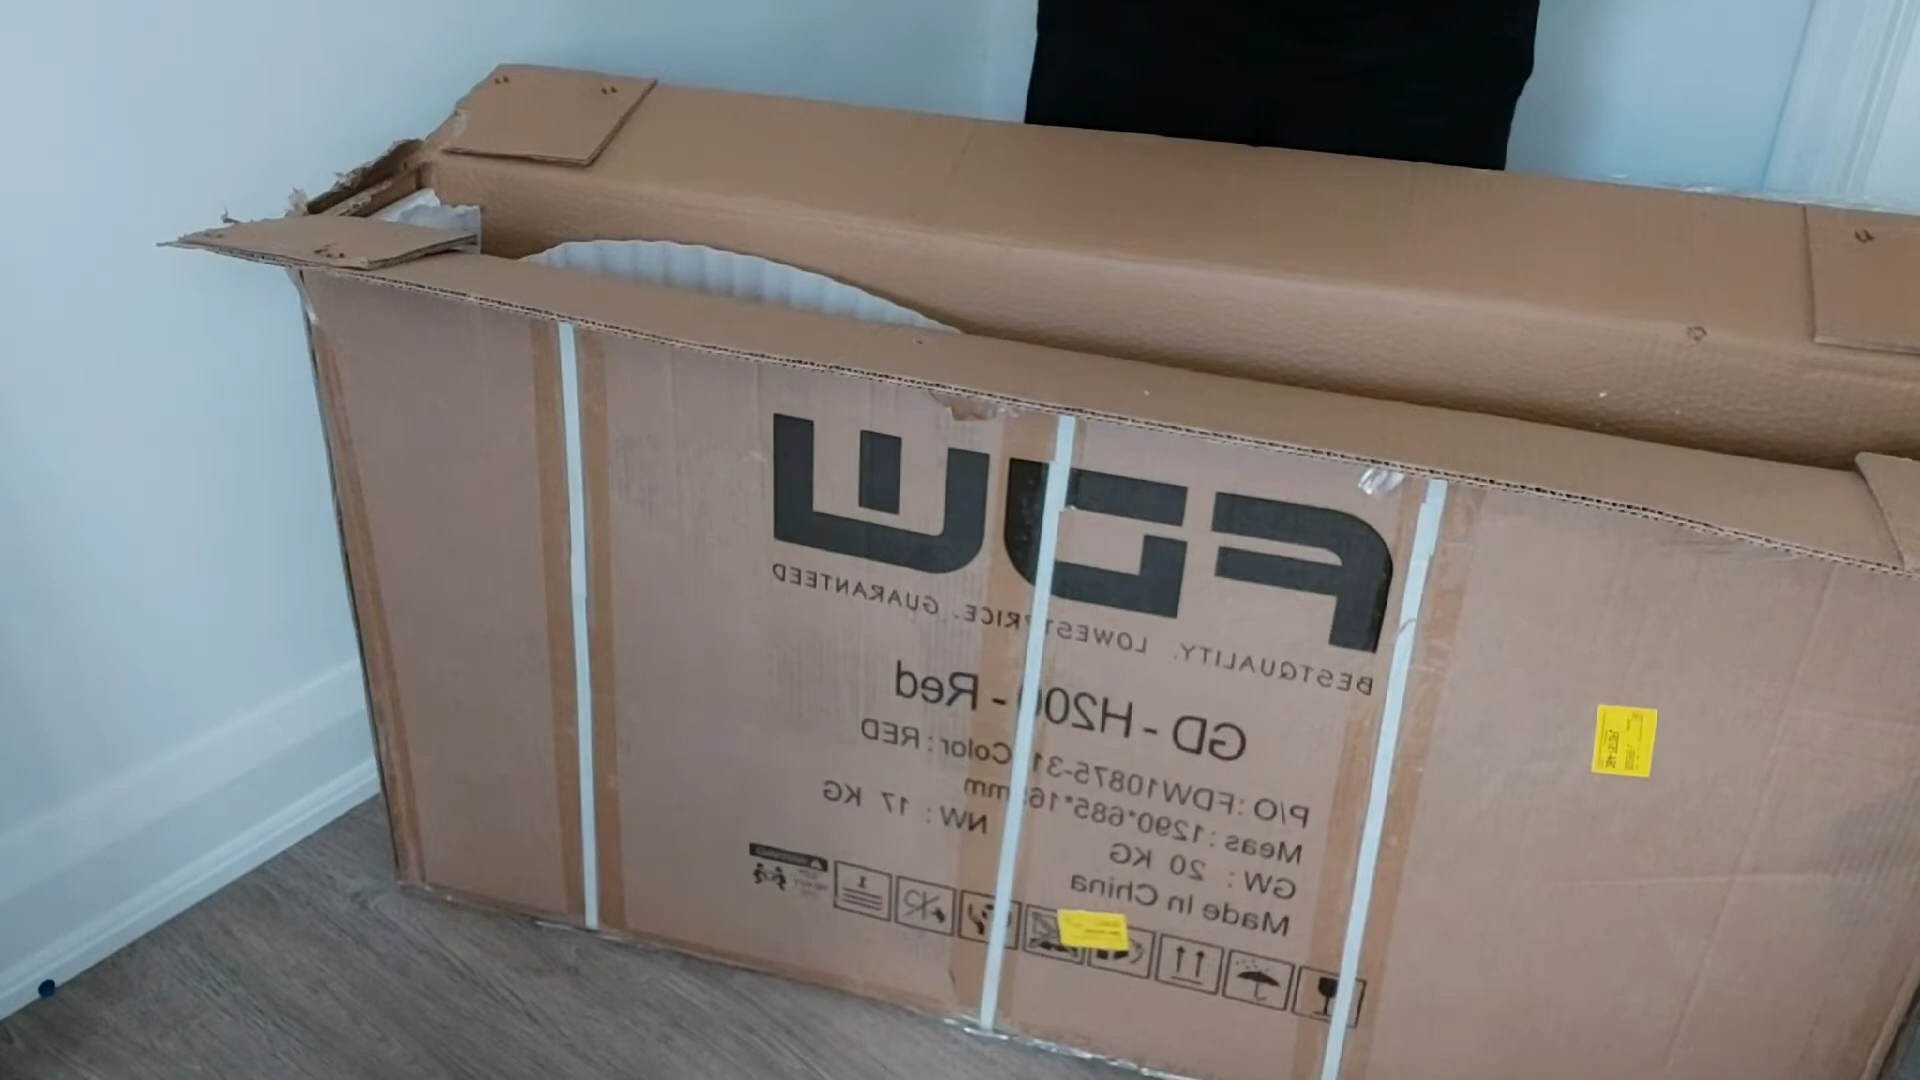 FDW
BESTQUALITY. LOWEST PRICE. GUARANTEED
GD - H200 - Red
P/O : FDW10875-31 Color : RED
Meas : 1290*685*165mm
GW : 20 KG NW : 17 KG
Made In China